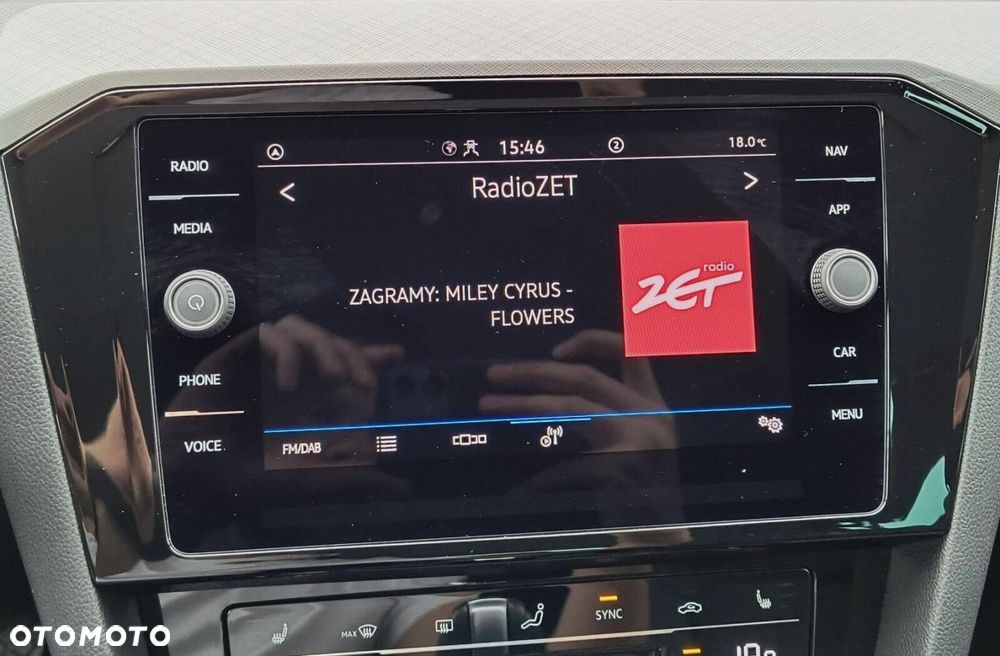 RADIO
MEDIA
PHONE
VOICE
15:46
2
18.0°C
RadioZET
ZAGRAMY: MILEY CYRUS -
FLOWERS
radio
ZET
FM/DAB
NAV
APP
CAR
MENU
MAX
SYNC
OTOMOTO